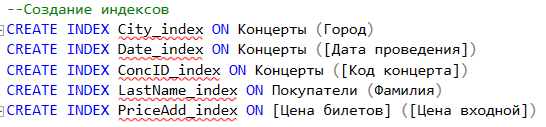 --Создание индексов
CREATE INDEX City_index ON Концерты (Город)
CREATE INDEX Date_index ON Концерты ([Дата проведения])
CREATE INDEX ConcID_index ON Концерты ([Код концерта])
CREATE INDEX LastName_index ON Покупатели (Фамилия)
CREATE INDEX PriceAdd_index ON [Цена билетов] ([Цена входной])